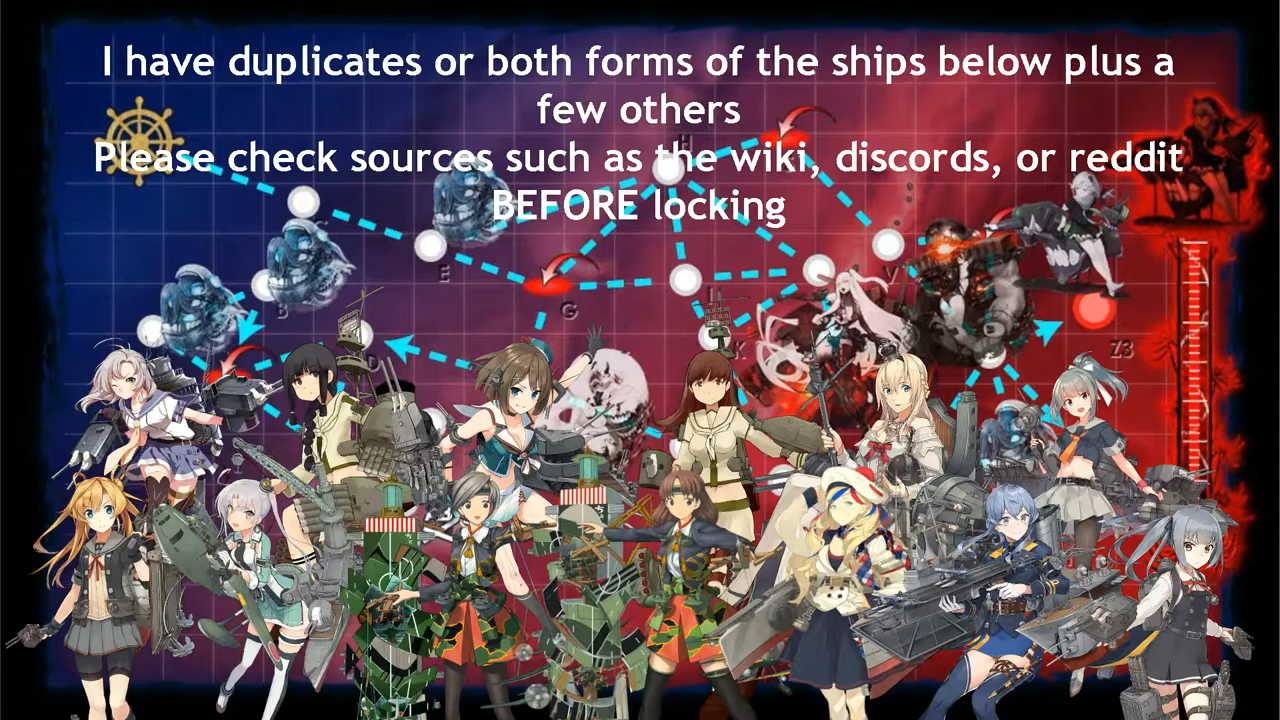 I have duplicates or both forms of the ships below plus a
few others
Please check sources such as the wiki, discords, or reddit
BEFORE locking
H
E
V
B
G
I
D
K
Z3